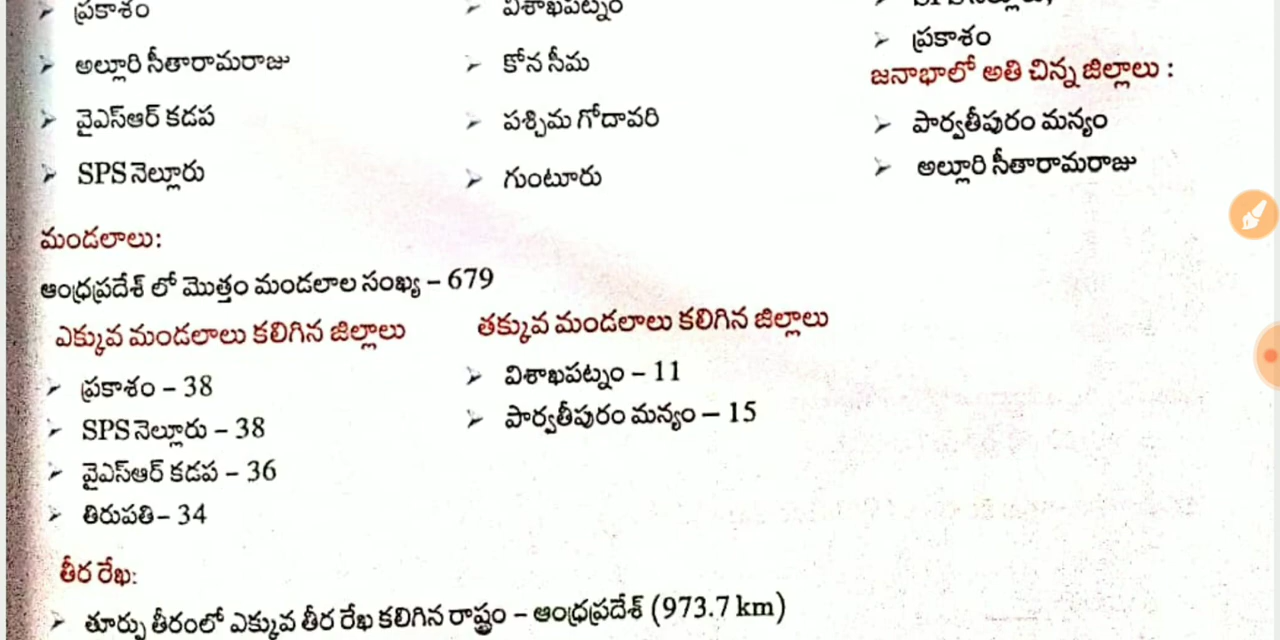 ప్రకాశం
అల్లూరి సీతారామరాజు
వైఎస్ఆర్ కడప
SPS నెల్లూరు
విశాఖపట్నం
కోన సీమ
పశ్చిమ గోదావరి
గుంటూరు
SPS నెల్లూరు,
ప్రకాశం
జనాభాలో అతి చిన్న జిల్లాలు :
పార్వతీపురం మన్యం
అల్లూరి సీతారామరాజు
మండలాలు:
ఆంధ్రప్రదేశ్ లో మొత్తం మండలాల సంఖ్య – 679
ఎక్కువ మండలాలు కలిగిన జిల్లాలు
ప్రకాశం – 38
SPS నెల్లూరు – 38
వైఎస్ఆర్ కడప – 36
తిరుపతి – 34
తక్కువ మండలాలు కలిగిన జిల్లాలు
విశాఖపట్నం – 11
పార్వతీపురం మన్యం – 15
తీర రేఖ:
తూర్పు తీరంలో ఎక్కువ తీర రేఖ కలిగిన రాష్ట్రం – ఆంధ్రప్రదేశ్ (973.7 km)